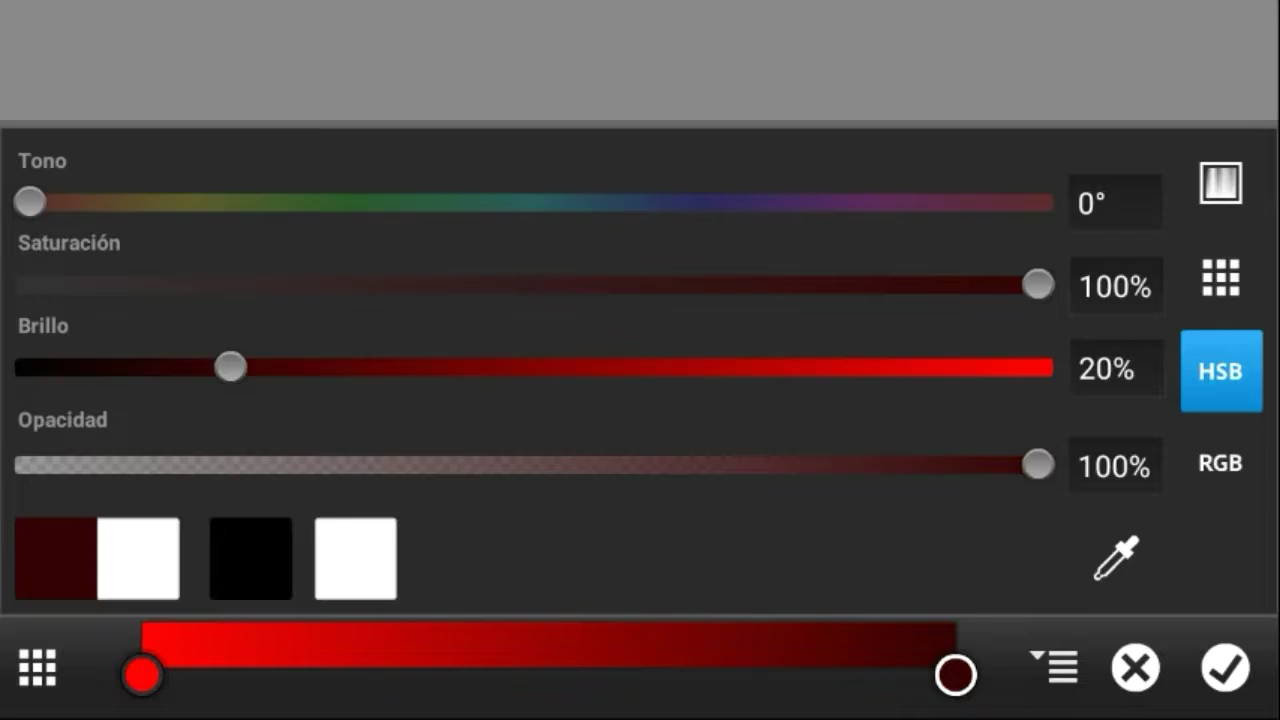 Tono
0°
Saturación
100%
Brillo
20%
HSB
Opacidad
100%
RGB